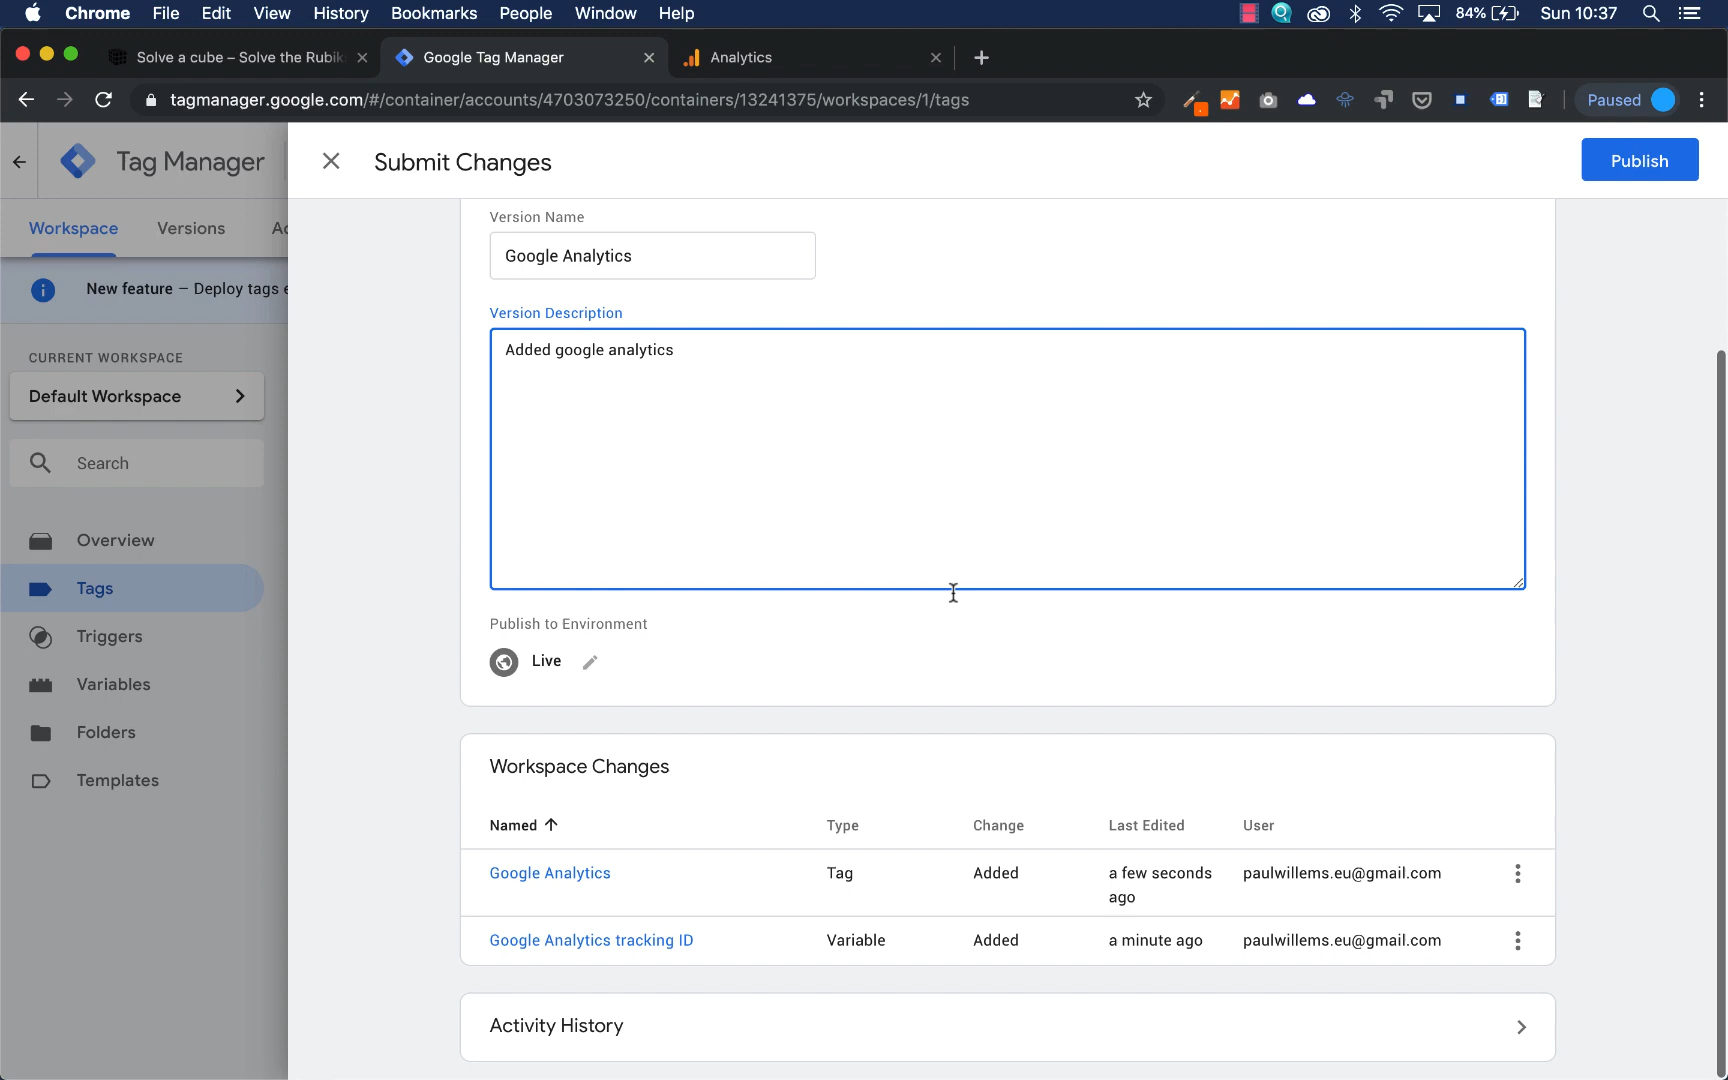 Chrome File Edit View History Bookmarks People Window Help 84% Sun 10:37
Solve a cube – Solve the Rubik Google Tag Manager Analytics
tagmanager.google.com/#/container/accounts/4703073250/containers/13241375/workspaces/1/tags Paused
Tag Manager
Submit Changes
Publish
Workspace Versions
New feature – Deploy tags
CURRENT WORKSPACE
Default Workspace
Search
Overview
Tags
Triggers
Variables
Folders
Templates
Version Name
Google Analytics
Version Description
Added google analytics
Publish to Environment
Live
Workspace Changes
Named Type Change Last Edited User
Google Analytics Tag Added a few seconds ago paulwillems.eu@gmail.com
Google Analytics tracking ID Variable Added a minute ago paulwillems.eu@gmail.com
Activity History